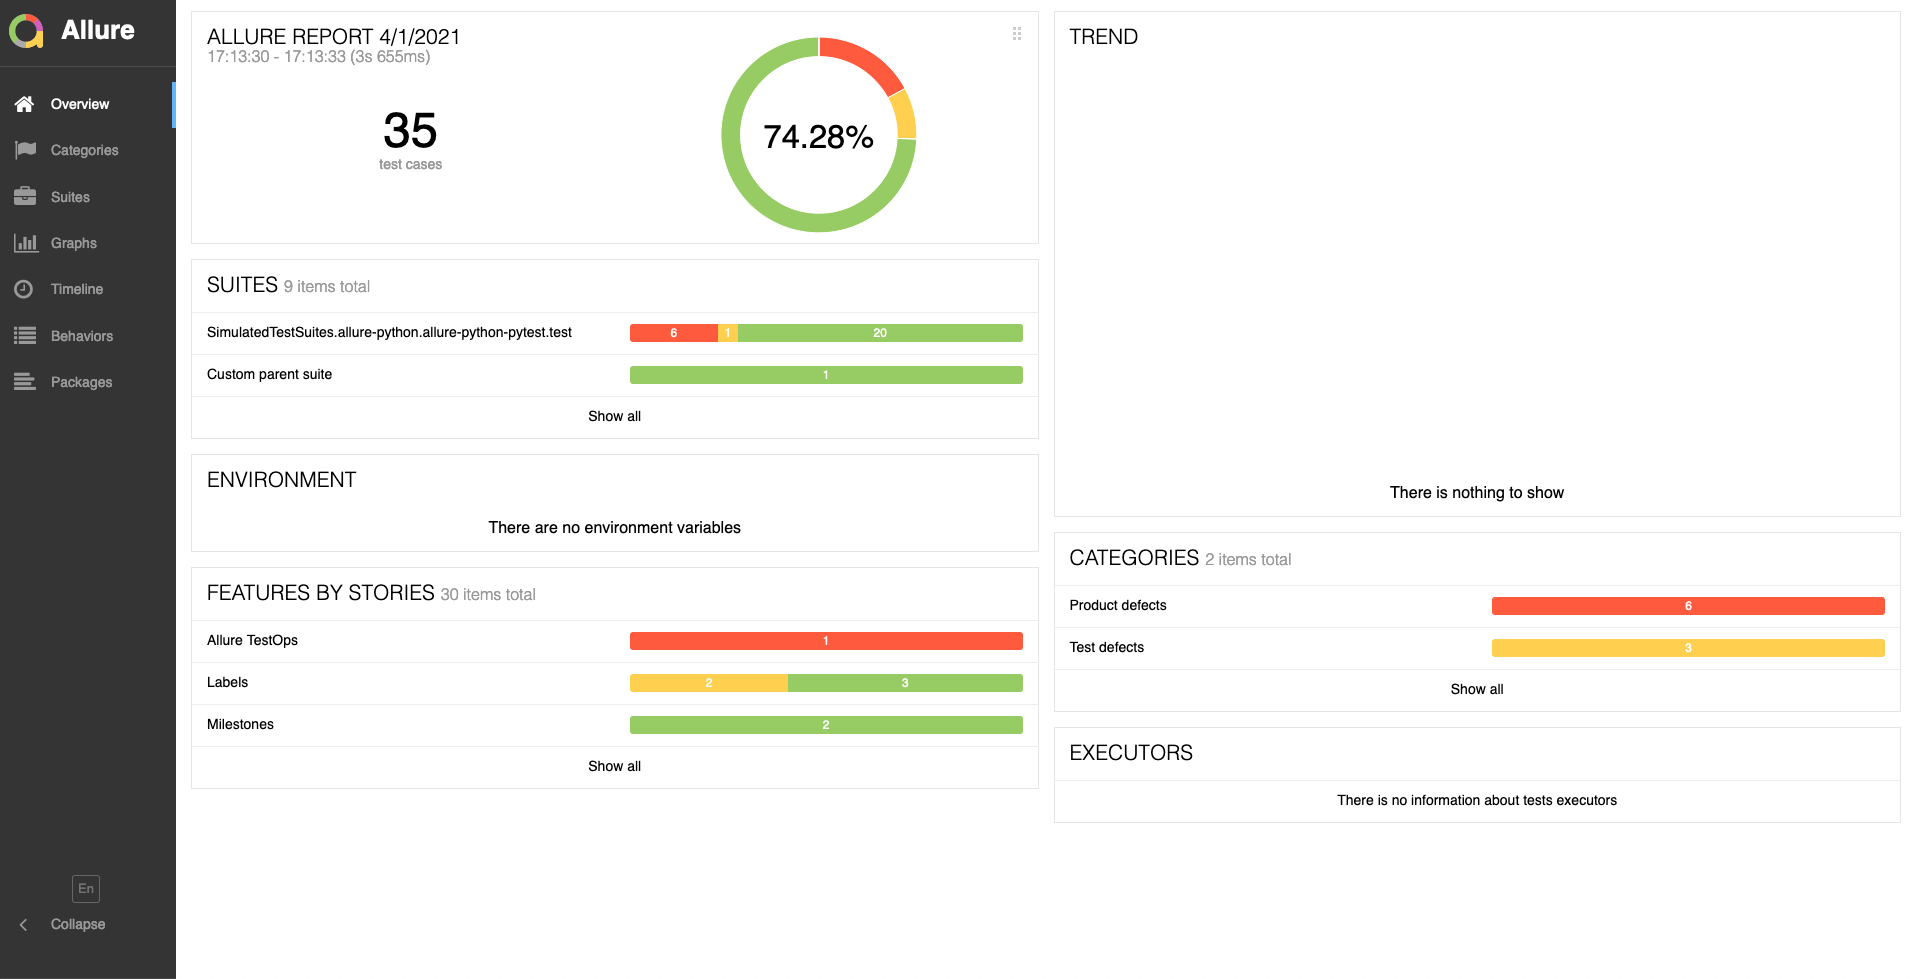 Allure
Overview
Categories
Suites
Graphs
Timeline
Behaviors
Packages
En
Collapse
ALLURE REPORT 4/1/2021
17:13:30 - 17:13:33 (3s 655ms)
35
test cases
74.28%
SUITES 9 items total
SimulatedTestSuites.allure-python.allure-python-pytest.test 6 1 20
Custom parent suite 1
Show all
ENVIRONMENT
There are no environment variables
FEATURES BY STORIES 30 items total
Allure TestOps 1
Labels 2 3
Milestones 2
Show all
TREND
There is nothing to show
CATEGORIES 2 items total
Product defects 6
Test defects 3
Show all
EXECUTORS
There is no information about tests executors